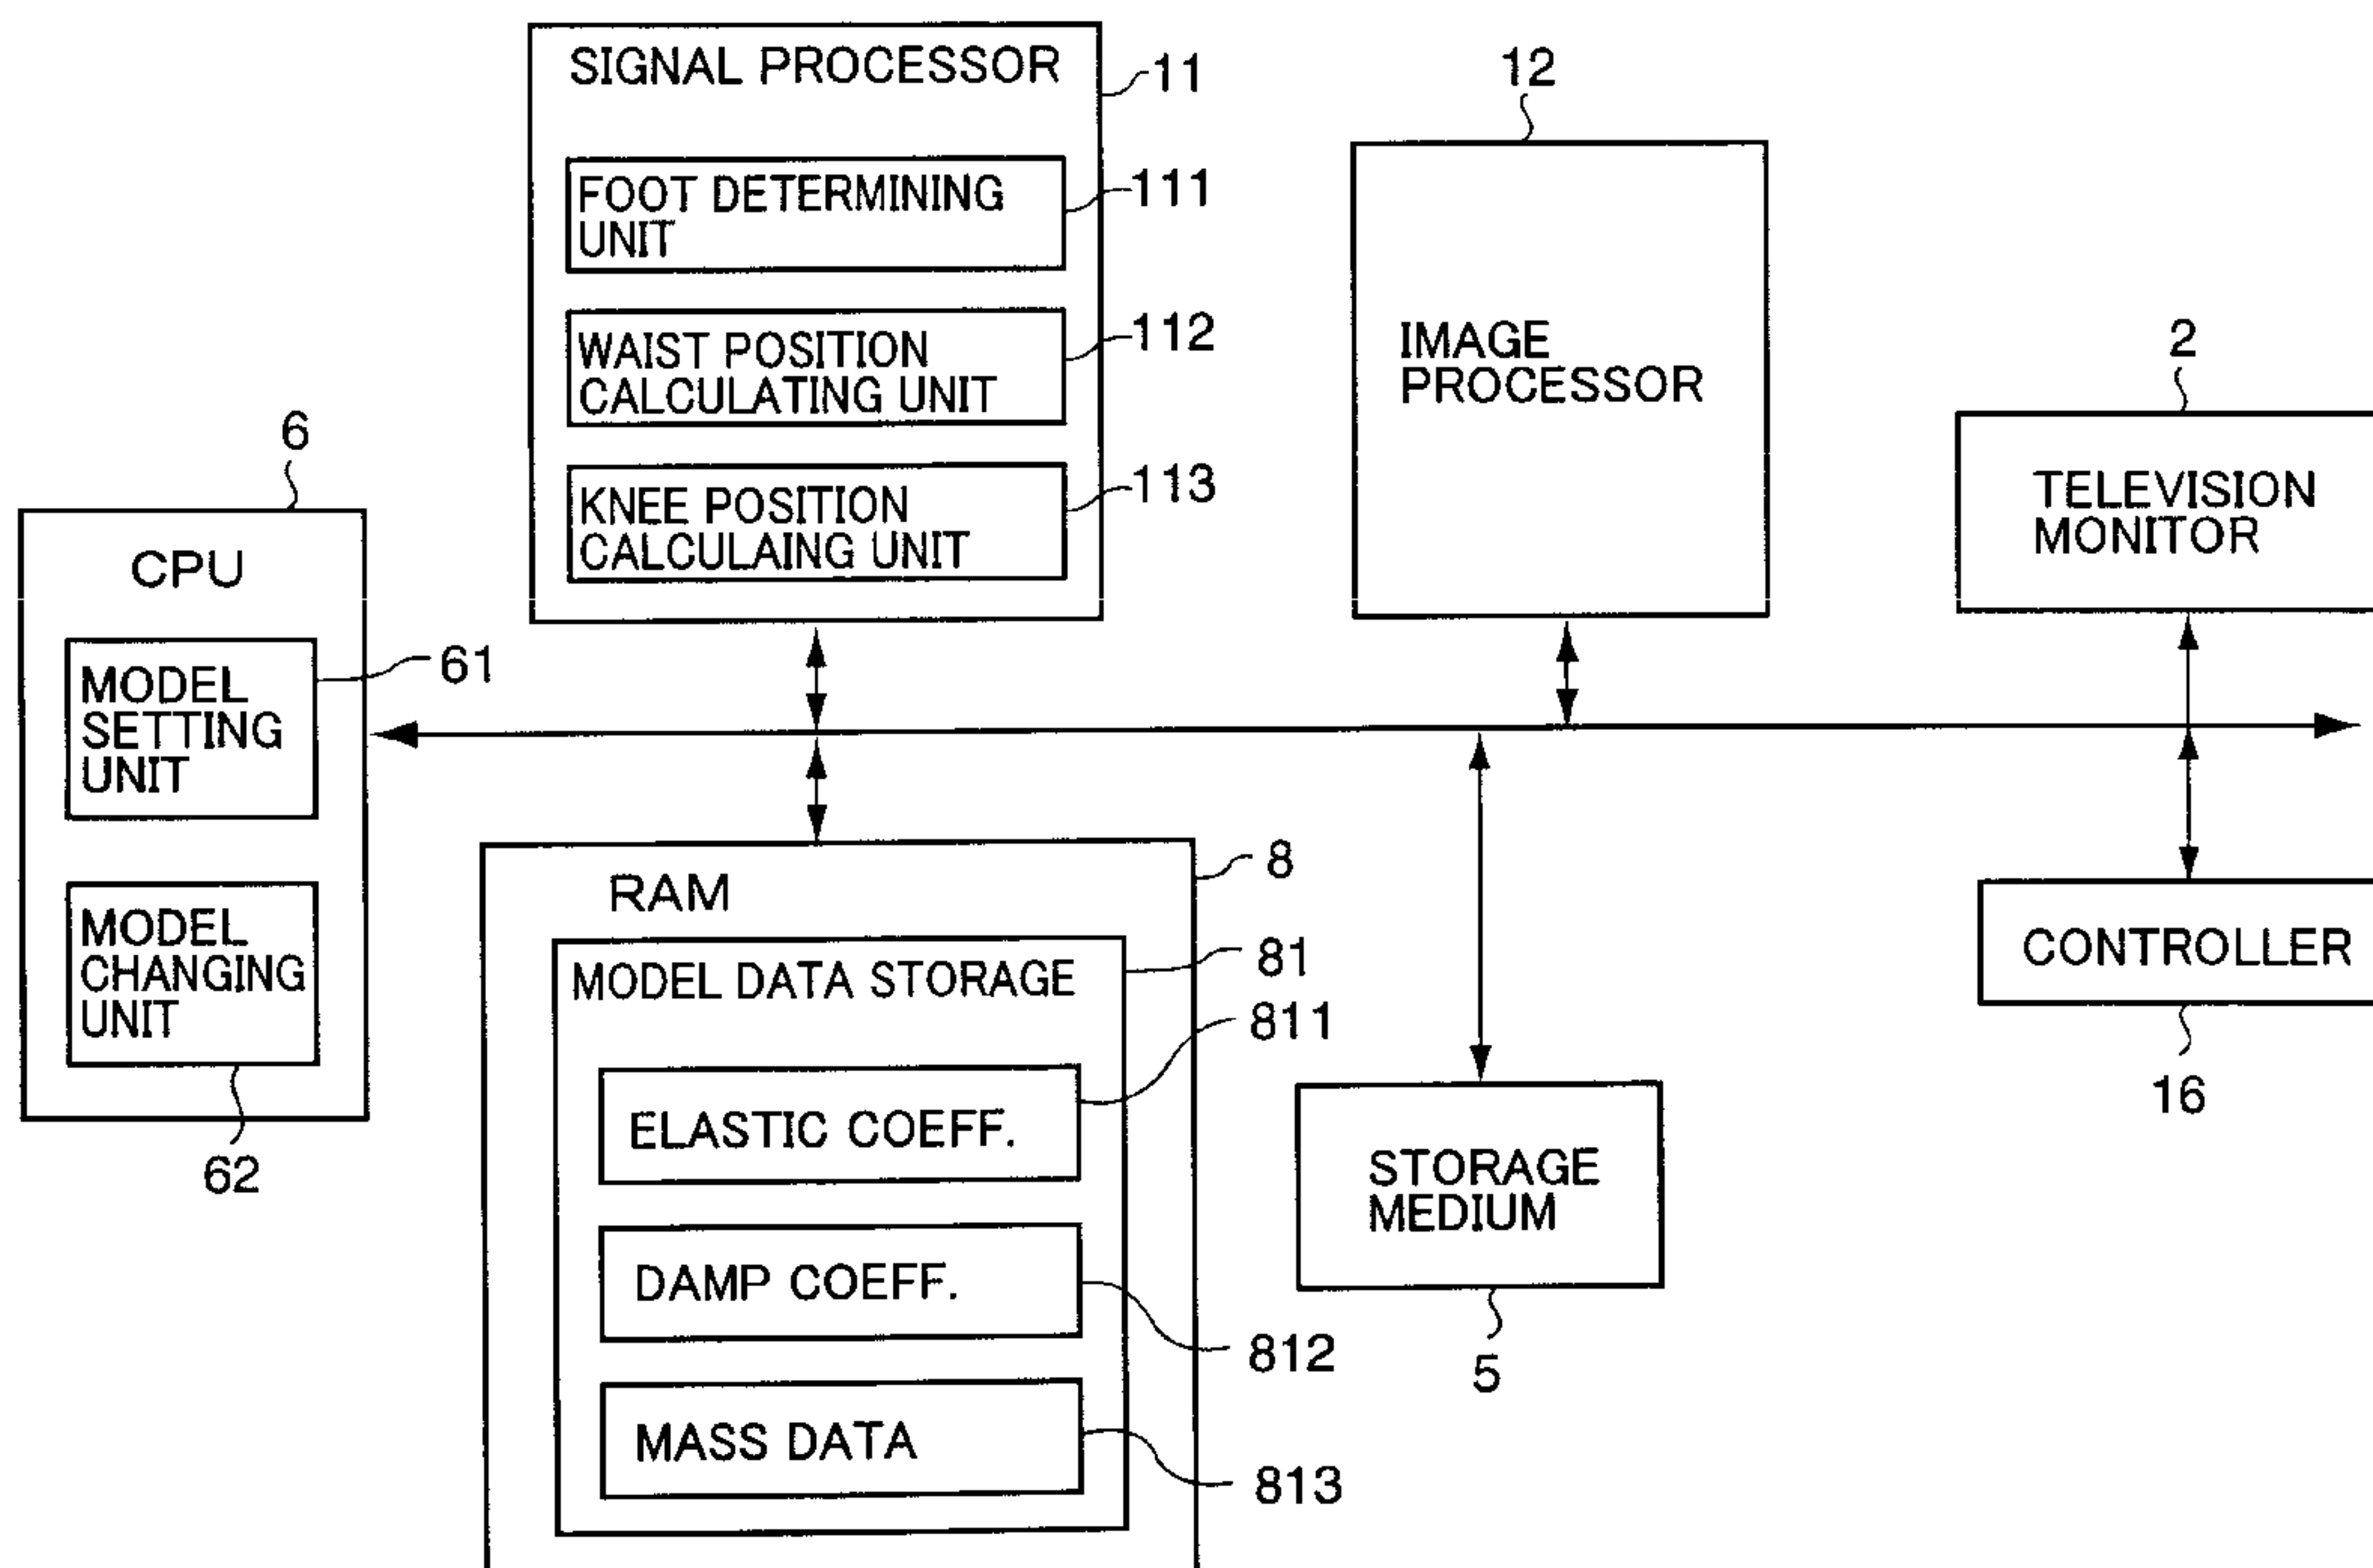 SIGNAL PROCESSOR
11
FOOT DETERMINING
UNIT
111
WAIST POSITION
CALCULATING UNIT
112
KNEE POSITION
CALCULAING UNIT
113
12
IMAGE
PROCESSOR
2
TELEVISION
MONITOR
6
CPU
MODEL
SETTING
UNIT
61
MODEL
CHANGING
UNIT
62
RAM
8
MODEL DATA STORAGE
81
811
ELASTIC COEFF.
DAMP COEFF.
812
MASS DATA
813
STORAGE
MEDIUM
5
CONTROLLER
16